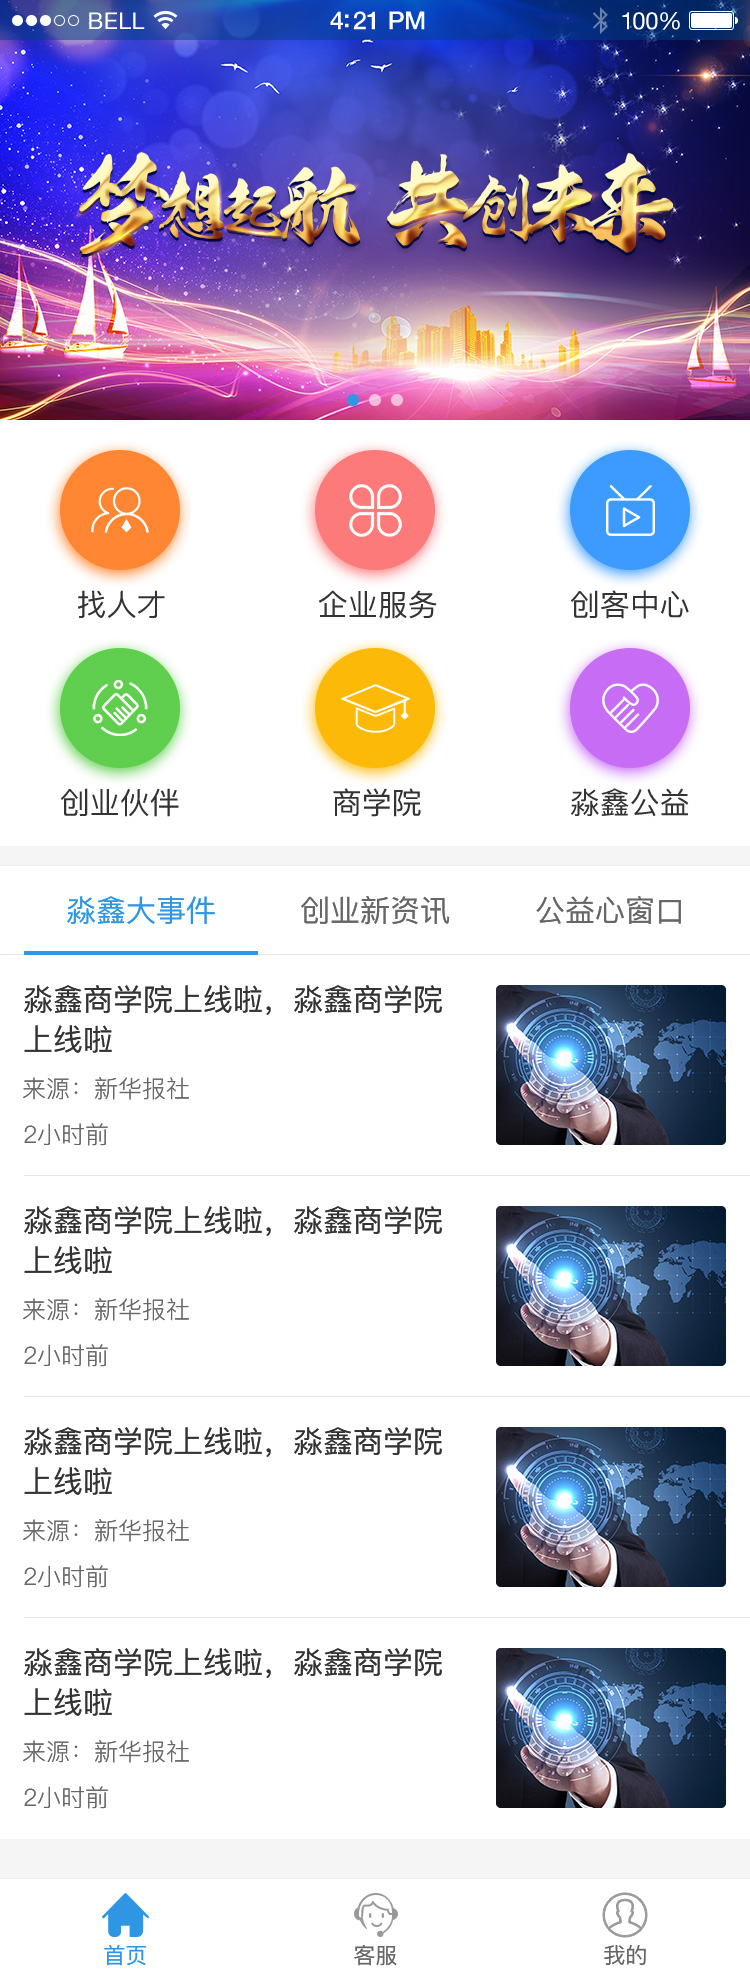 BELL 4:21 PM 100%
梦想起航 共创未来
找人才 企业服务 创客中心
创业伙伴 商学院 淼鑫公益
淼鑫大事件 创业新资讯 公益心窗口
淼鑫商学院上线啦，淼鑫商学院
上线啦
来源：新华报社
2小时前
淼鑫商学院上线啦，淼鑫商学院
上线啦
来源：新华报社
2小时前
淼鑫商学院上线啦，淼鑫商学院
上线啦
来源：新华报社
2小时前
淼鑫商学院上线啦，淼鑫商学院
上线啦
来源：新华报社
2小时前
首页 客服 我的